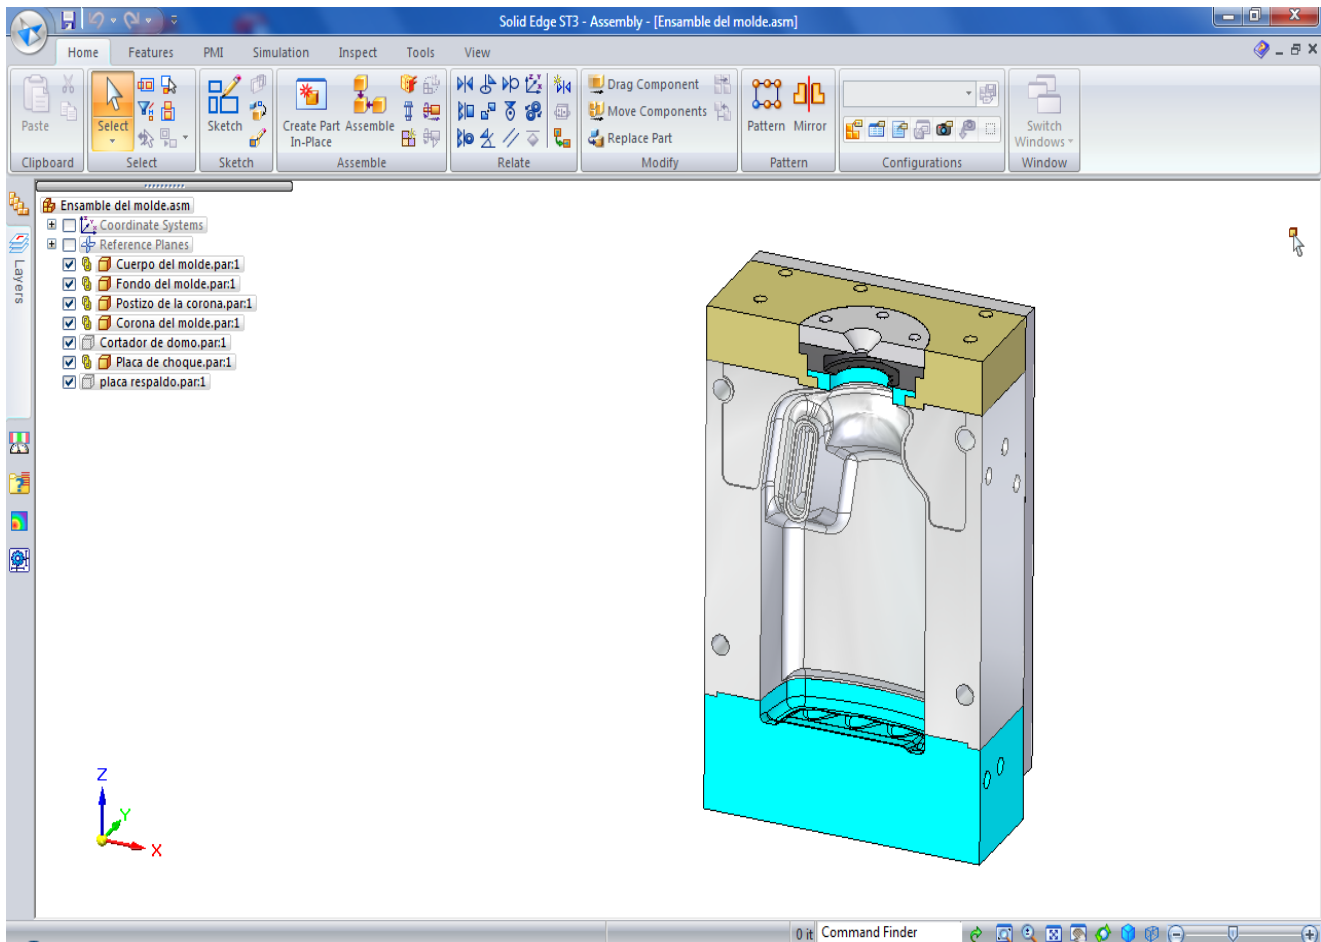 Solid Edge ST3 - Assembly - [Ensamble del molde.asm]
Home Features PMI Simulation Inspect Tools View
Paste
Select
Sketch
Create Part In-Place
Assemble
Drag Component
Move Components
Replace Part
Pattern Mirror
Switch Windows
Clipboard Select Sketch Assemble Relate Modify Pattern Configurations Window
Layers
Ensamble del molde.asm
Coordinate Systems
Reference Planes
Cuerpo del molde.par:1
Fondo del molde.par:1
Postizo de la corona.par:1
Corona del molde.par:1
Cortador de domo.par:1
Placa de choque.par:1
placa respaldo.par:1
Z
Y
X
0 it Command Finder